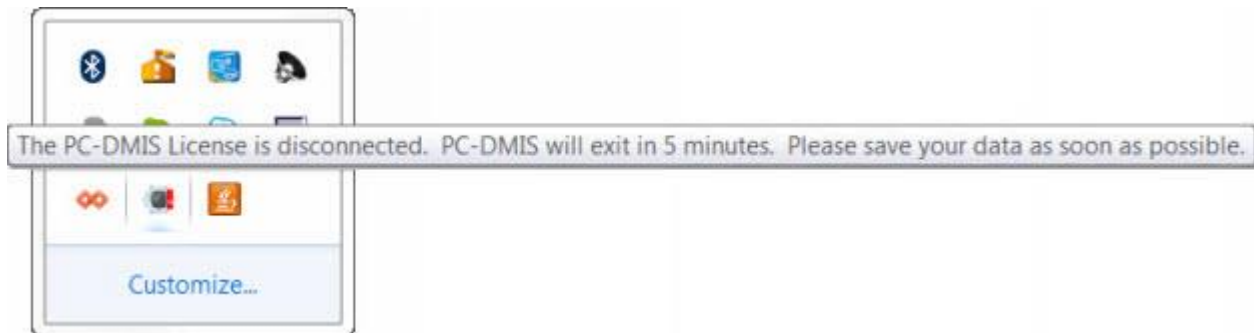 The PC-DMIS License is disconnected. PC-DMIS will exit in 5 minutes. Please save your data as soon as possible.
Customize...